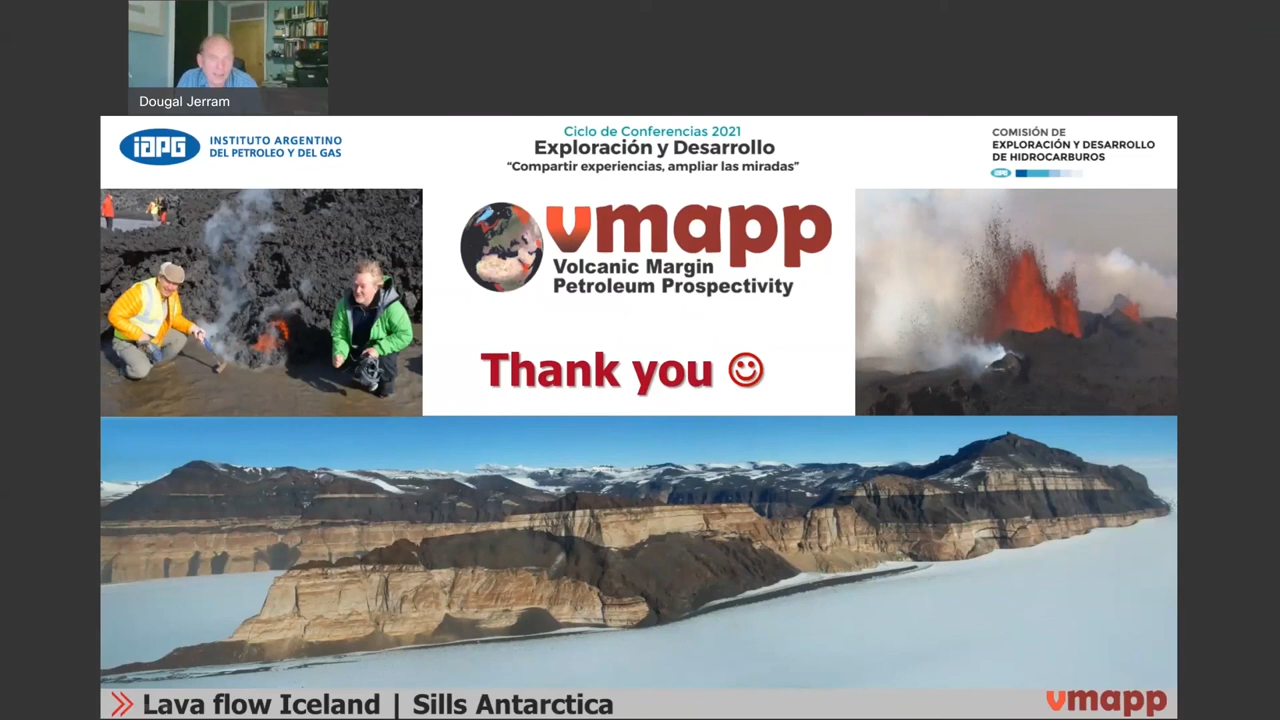 Dougal Jerram
iapg
INSTITUTO ARGENTINO
DEL PETROLEO Y DEL GAS
Ciclo de Conferencias 2021
Exploración y Desarrollo
“Compartir experiencias, ampliar las miradas”
COMISIÓN DE
EXPLORACIÓN Y DESARROLLO
DE HIDROCARBUROS
iapg
vmapp
Volcanic Margin
Petroleum Prospectivity
Thank you ☺
Lava flow Iceland | Sills Antarctica
vmapp